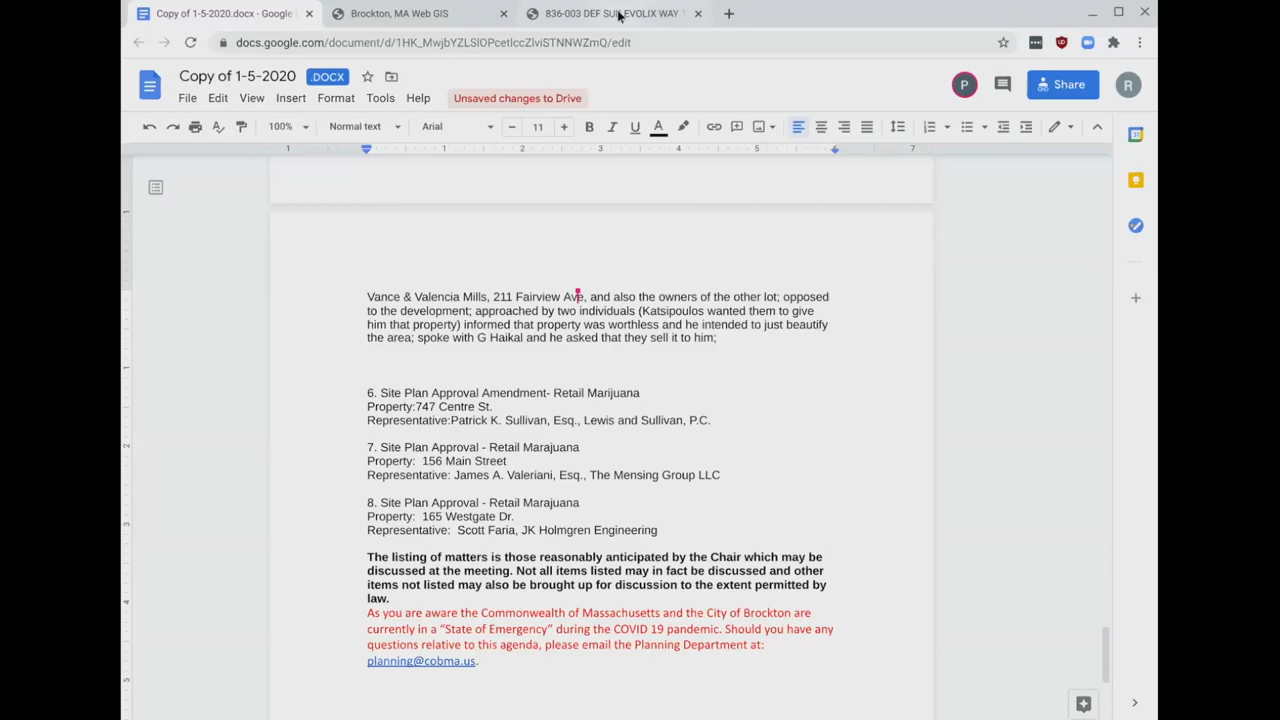 Copy of 1-5-2020.docx - Google
Brockton, MA Web GIS
836-003 DEF SUB EVOLIX WAY
docs.google.com/document/d/1HK_MwjbYZLSlOPcetlccZlviSTNNWZmQ/edit
Copy of 1-5-2020 .DOCX
P
Share
R
File Edit View Insert Format Tools Help Unsaved changes to Drive
100% Normal text Arial 11 B I U A
1 1 2 3 4 5 6 7
Vance & Valencia Mills, 211 Fairview Ave, and also the owners of the other lot; opposed
to the development; approached by two individuals (Katsipoulos wanted them to give
him that property) informed that property was worthless and he intended to just beautify
the area; spoke with G Haikal and he asked that they sell it to him;
6. Site Plan Approval Amendment- Retail Marijuana
Property:747 Centre St.
Representative:Patrick K. Sullivan, Esq., Lewis and Sullivan, P.C.
7. Site Plan Approval - Retail Marajuana
Property: 156 Main Street
Representative: James A. Valeriani, Esq., The Mensing Group LLC
8. Site Plan Approval - Retail Marajuana
Property: 165 Westgate Dr.
Representative: Scott Faria, JK Holmgren Engineering
The listing of matters is those reasonably anticipated by the Chair which may be
discussed at the meeting. Not all items listed may in fact be discussed and other
items not listed may also be brought up for discussion to the extent permitted by
law.
As you are aware the Commonwealth of Massachusetts and the City of Brockton are
currently in a “State of Emergency” during the COVID 19 pandemic. Should you have any
questions relative to this agenda, please email the Planning Department at:
planning@cobma.us.